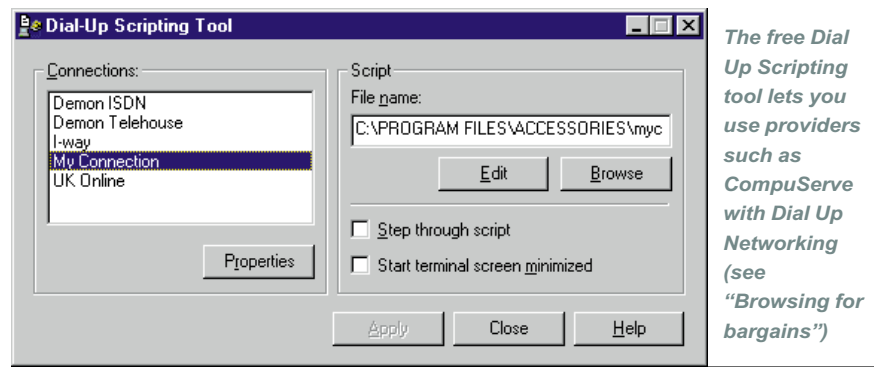 Dial-Up Scripting Tool
Connections:
Demon ISDN
Demon Telehouse
I-way
My Connection
UK Online
Properties
Script
File name:
C:\PROGRAM FILES\ACCESSORIES\myc
Edit
Browse
Step through script
Start terminal screen minimized
Apply
Close
Help
The free Dial
Up Scripting
tool lets you
use providers
such as
CompuServe
with Dial Up
Networking
(see
“Browsing for
bargains”)